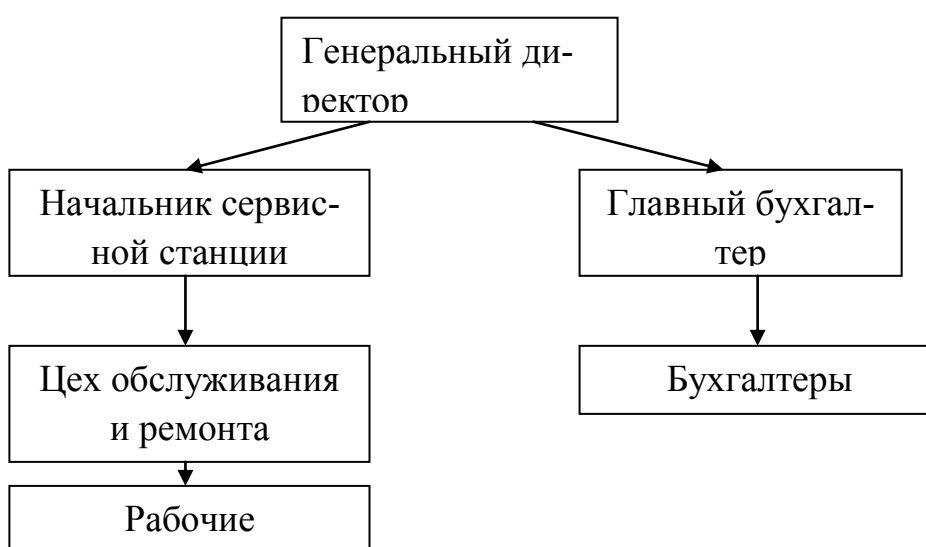 Генеральный ди-
ректор
Начальник сервис-
ной станции
Главный бухгал-
тер
Цех обслуживания
и ремонта
Бухгалтеры
Рабочие